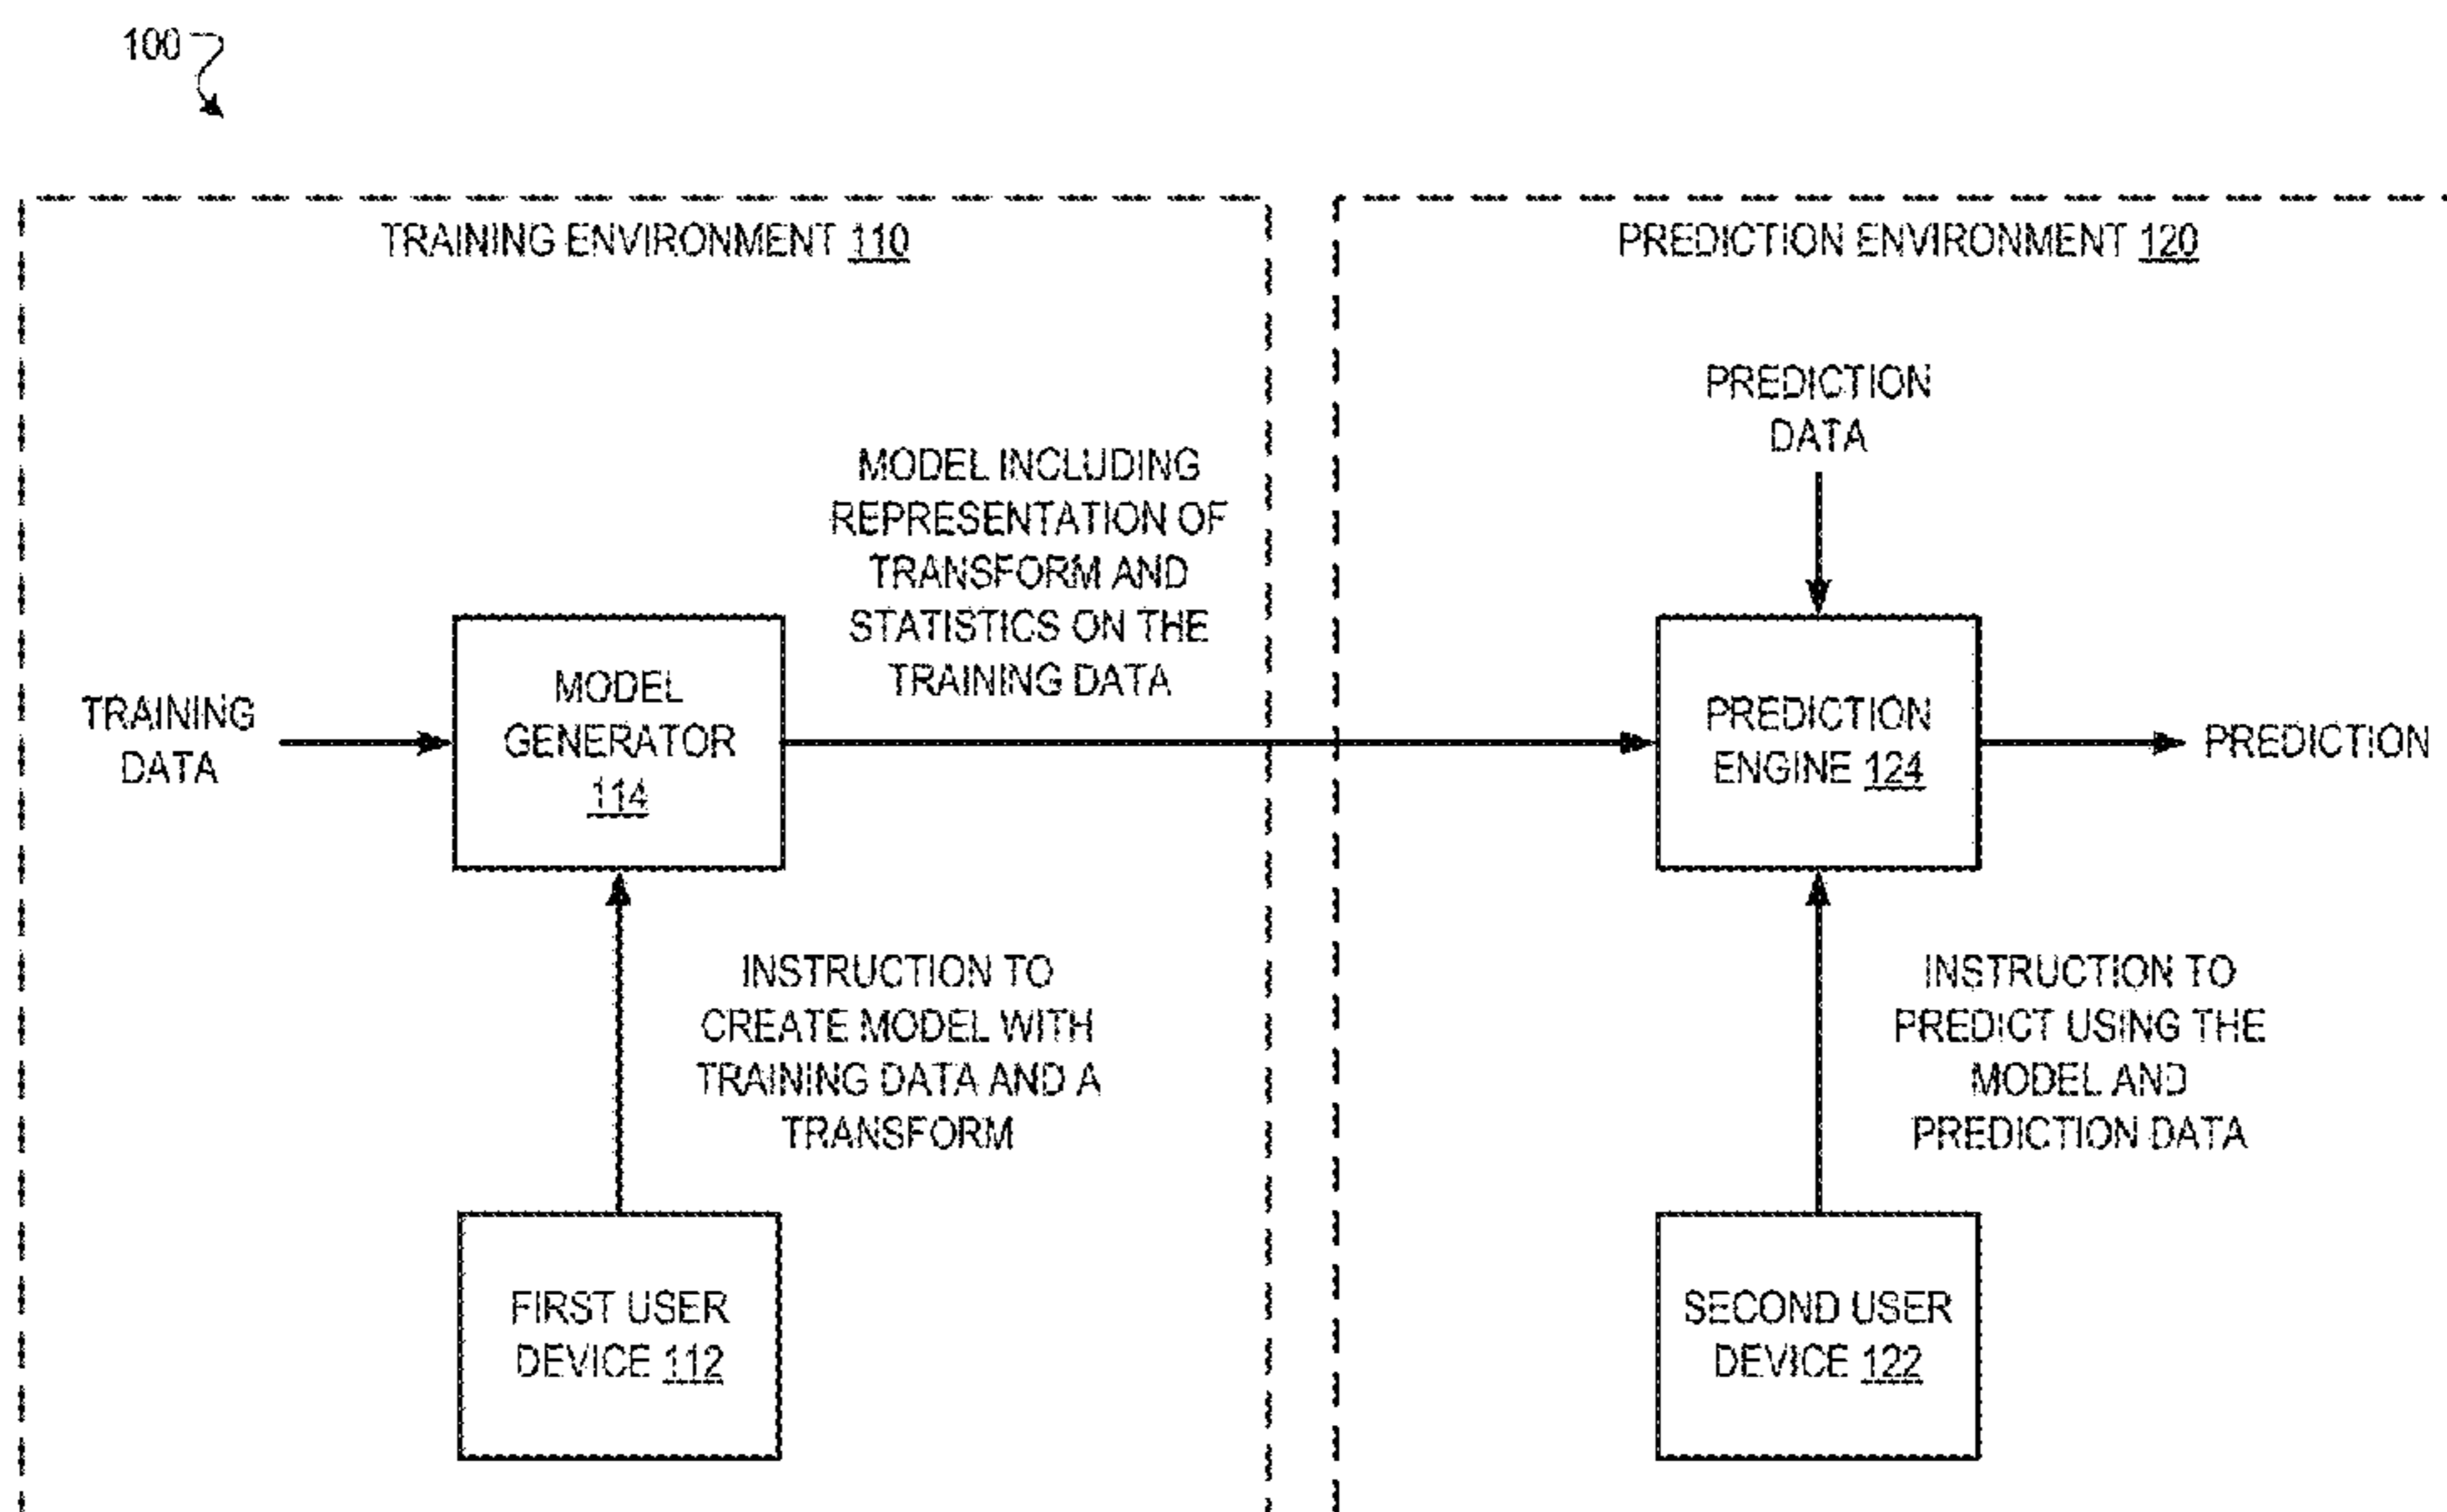 100
TRAINING ENVIRONMENT 110
PREDICTION ENVIRONMENT 120
PREDICTION
DATA
MODEL INCLUDING
REPRESENTATION OF
TRANSFORM AND
STATISTICS ON THE
TRAINING DATA
TRAINING
DATA
MODEL
GENERATOR
114
PREDICTION
ENGINE 124
PREDICTION
INSTRUCTION TO
CREATE MODEL WITH
TRAINING DATA AND A
TRANSFORM
INSTRUCTION TO
PREDICT USING THE
MODEL AND
PREDICTION DATA
FIRST USER
DEVICE 112
SECOND USER
DEVICE 122